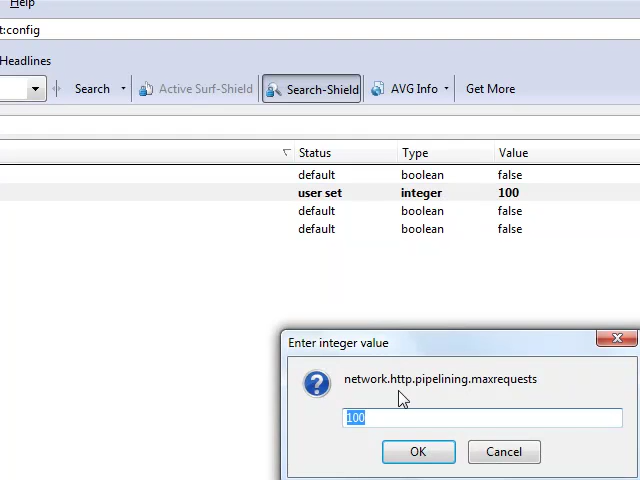 Help
t:config
Headlines
Search Active Surf-Shield Search-Shield AVG Info Get More
Status Type Value
default boolean false
user set integer 100
default boolean false
default boolean false
Enter integer value
network.http.pipelining.maxrequests
100
OK Cancel